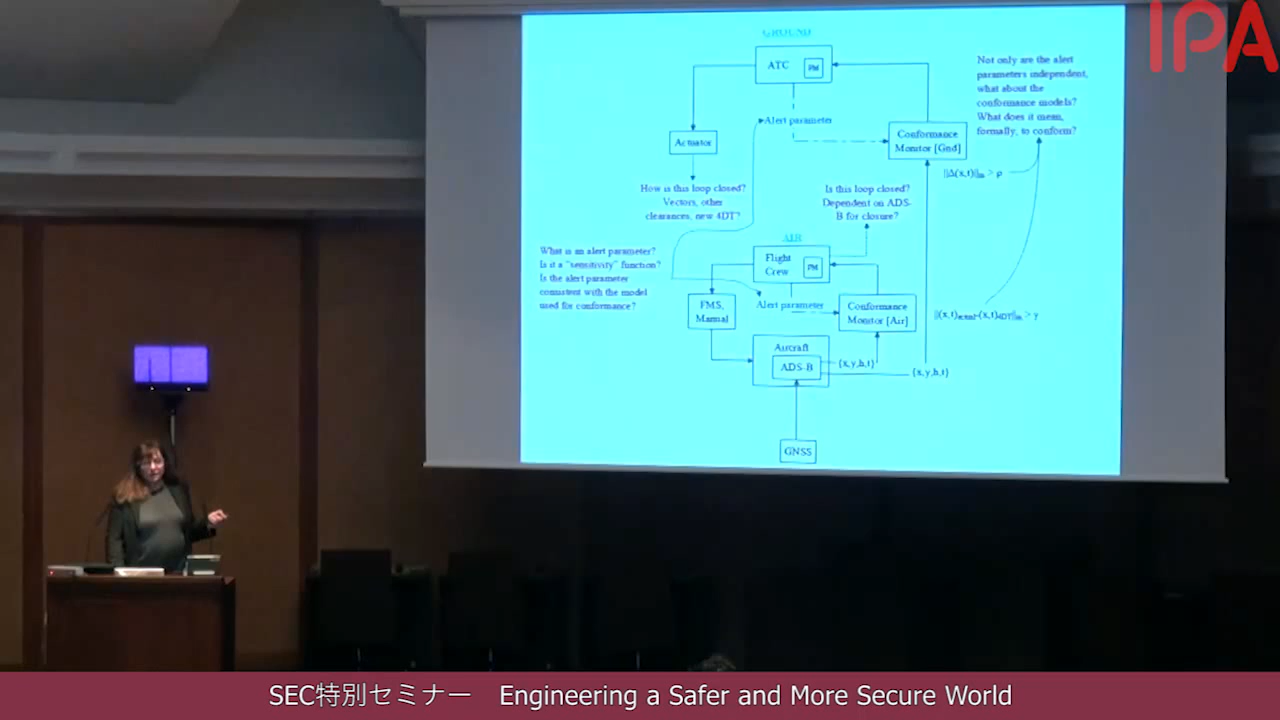 IPA
GROUND
ATC
PM
Not only are the alert
parameters independent,
what about the
conformance models?
What does it mean,
formally, to conform?
Alert parameter
Actuator
Conformance
Monitor [Gnd]
||Δ(x,t)||∞ > ρ
How is this loop closed?
Vectors, other
clearances, new 4DT?
Is this loop closed?
Dependent on ADS-
B for closure?
AIR
What is an alert parameter?
Is it a "sensitivity" function?
Is the alert parameter
consistent with the model
used for conformance?
Flight
Crew
PM
FMS,
Manual
Alert parameter
Conformance
Monitor [Air]
Aircraft
ADS-B
{x,y,h,t}
{x,y,h,t}
GNSS
SEC特別セミナー Engineering a Safer and More Secure World